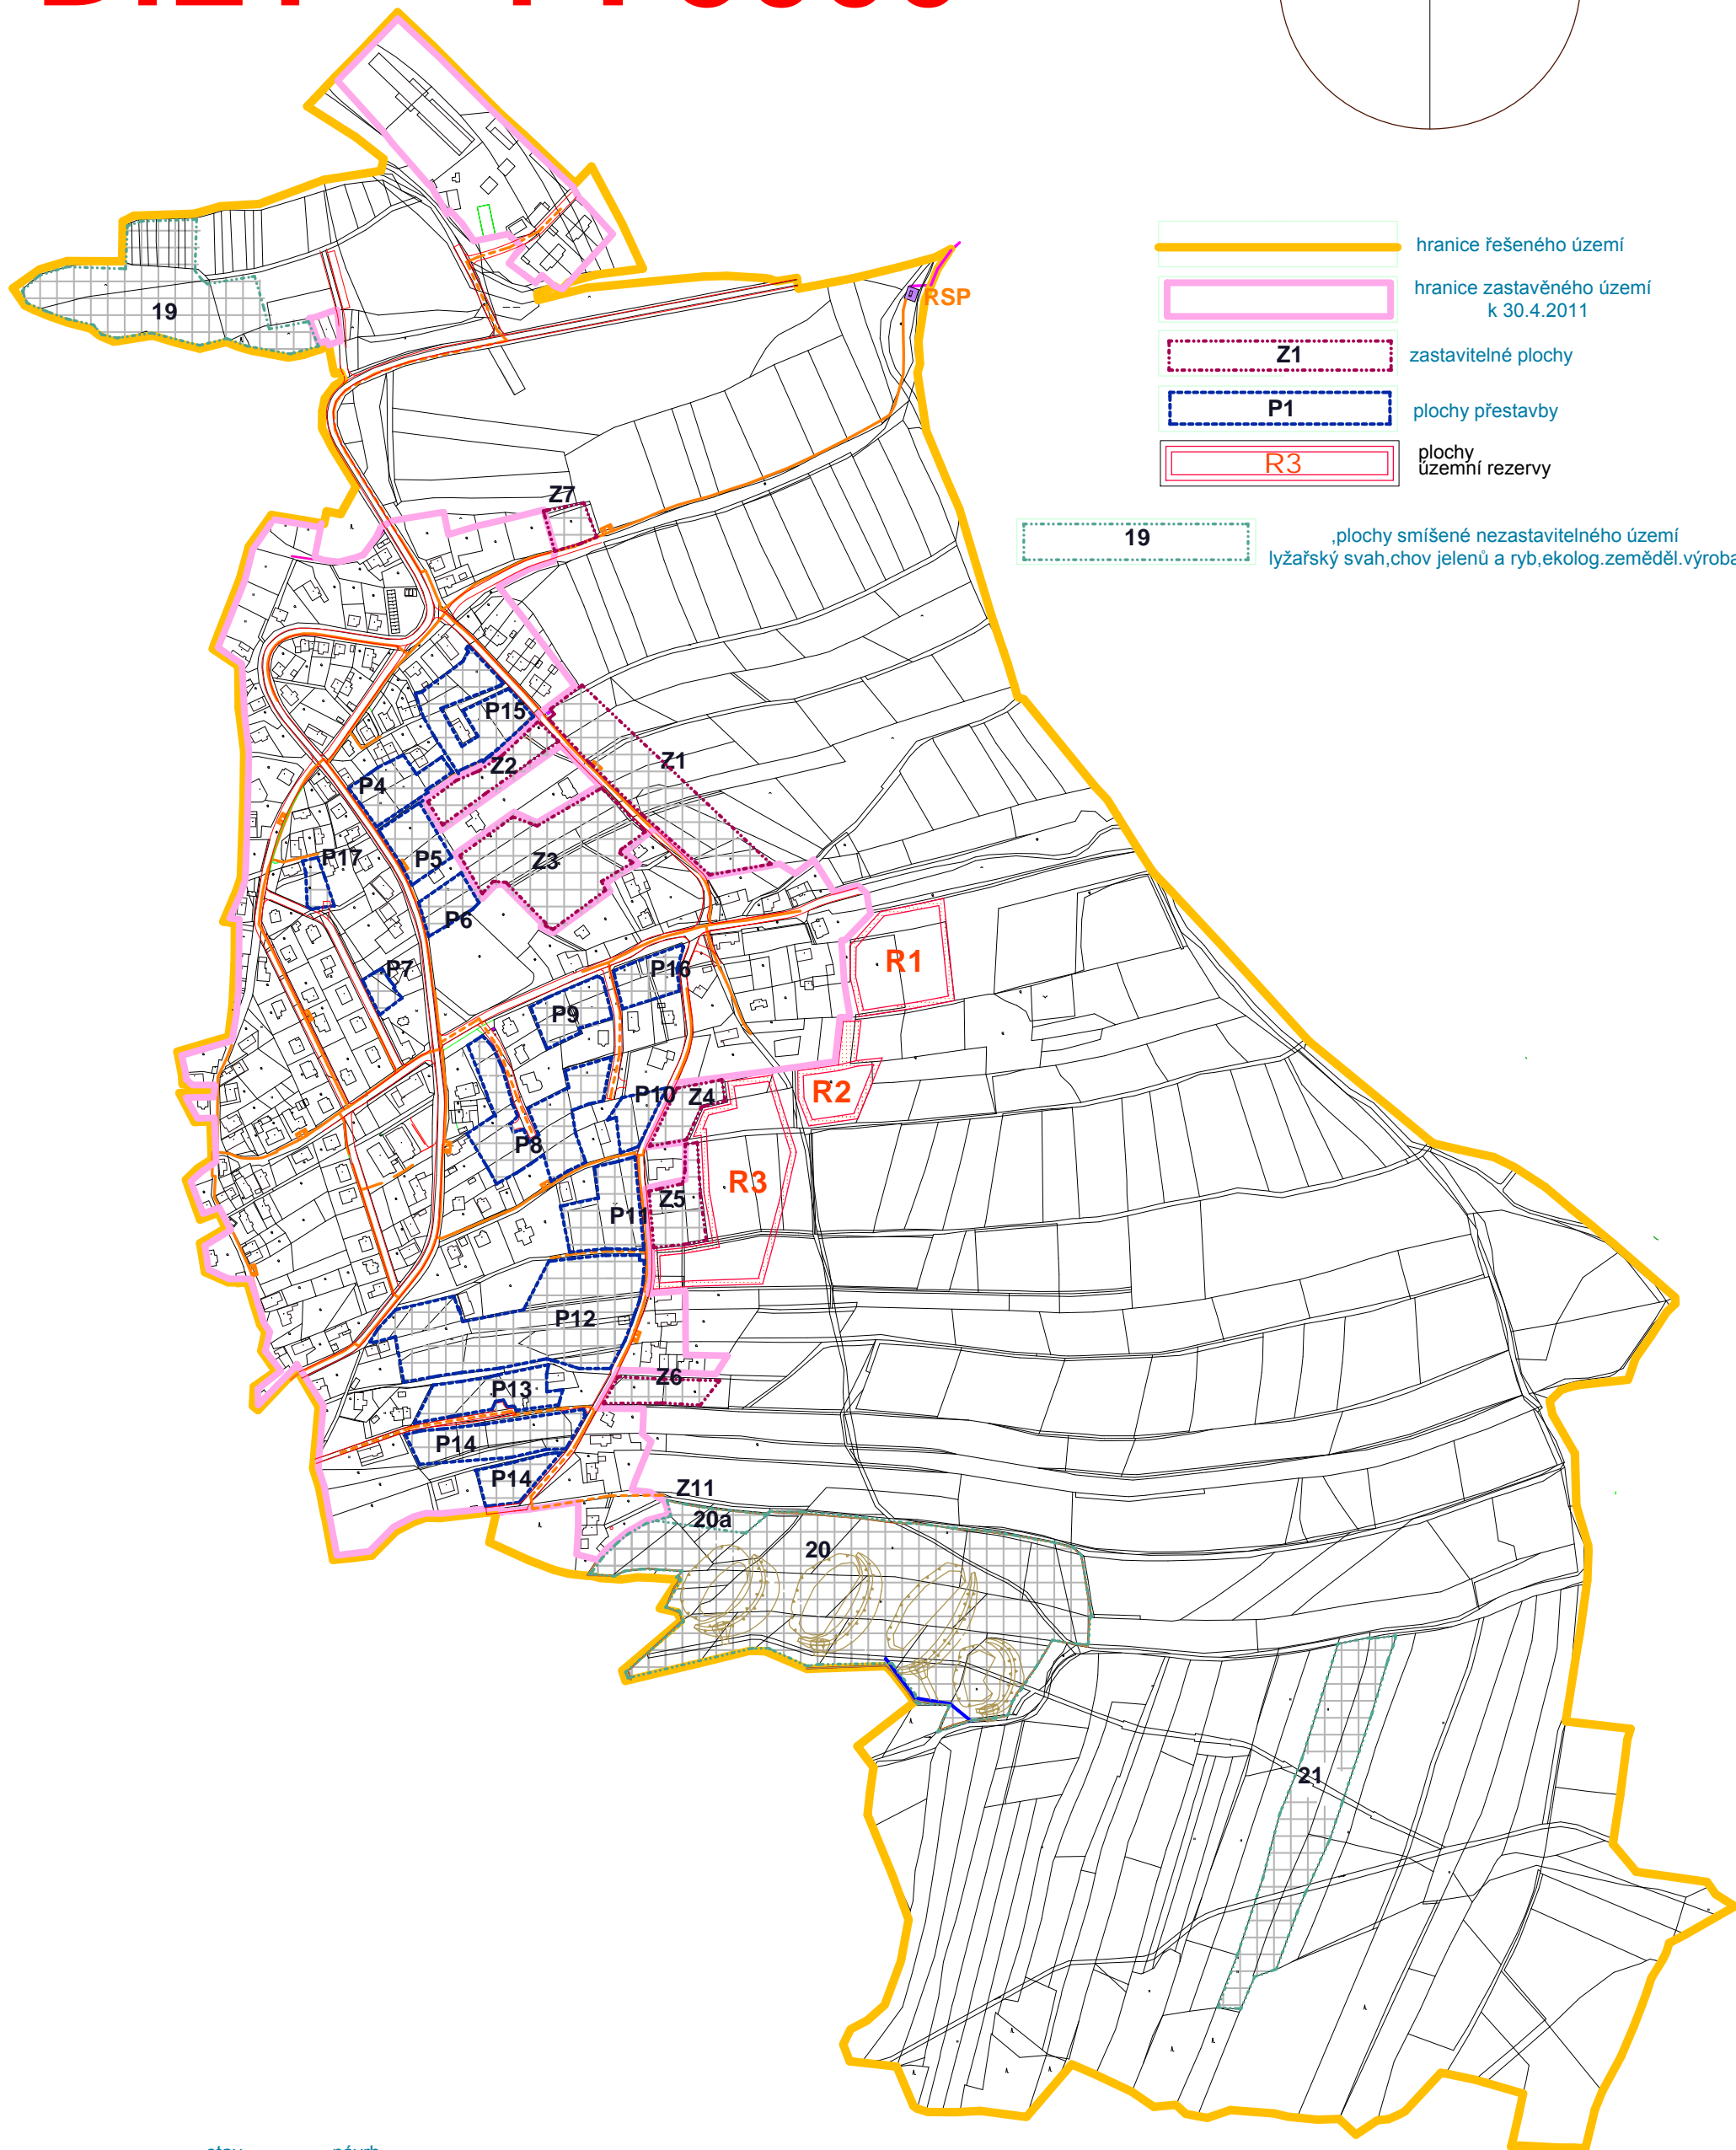 hranice řešeného území
hranice zastavěného území
k 30.4.2011
Z1
zastavitelné plochy
P1
plochy přestavby
R3
plochy
územní rezervy
19
,plochy smíšené nezastavitelného území
lyžařský svah,chov jelenů a ryb,ekolog.zeměděl.výroba
RSP
19
Z7
P15
Z1
Z2
P4
P17
P5
Z3
P6
P7
P16
R1
P9
P10
Z4
R2
P8
R3
Z5
P11
P12
Z6
P13
P14
P14
Z11
20a
20
21